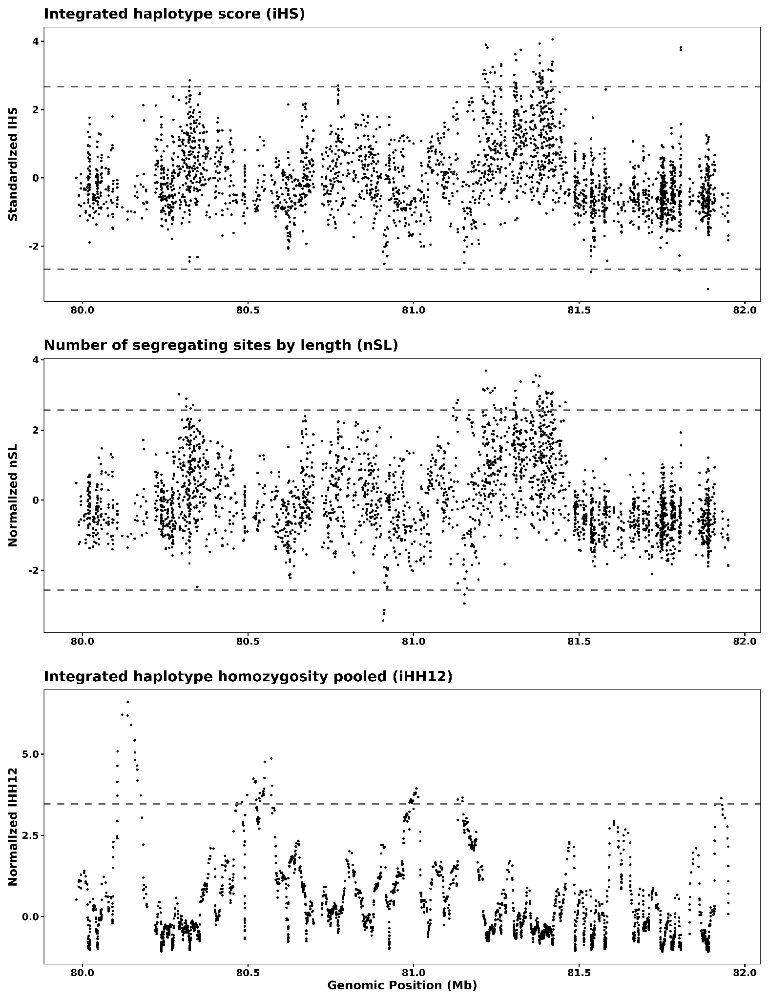 Integrated haplotype score (iHS)
Standardized iHS
4
2
0
-2
80.0 80.5 81.0 81.5 82.0
Number of segregating sites by length (nSL)
Normalized nSL
4
2
0
-2
80.0 80.5 81.0 81.5 82.0
Integrated haplotype homozygosity pooled (iHH12)
Normalized iHH12
5.0
2.5
0.0
80.0 80.5 81.0 81.5 82.0
Genomic Position (Mb)